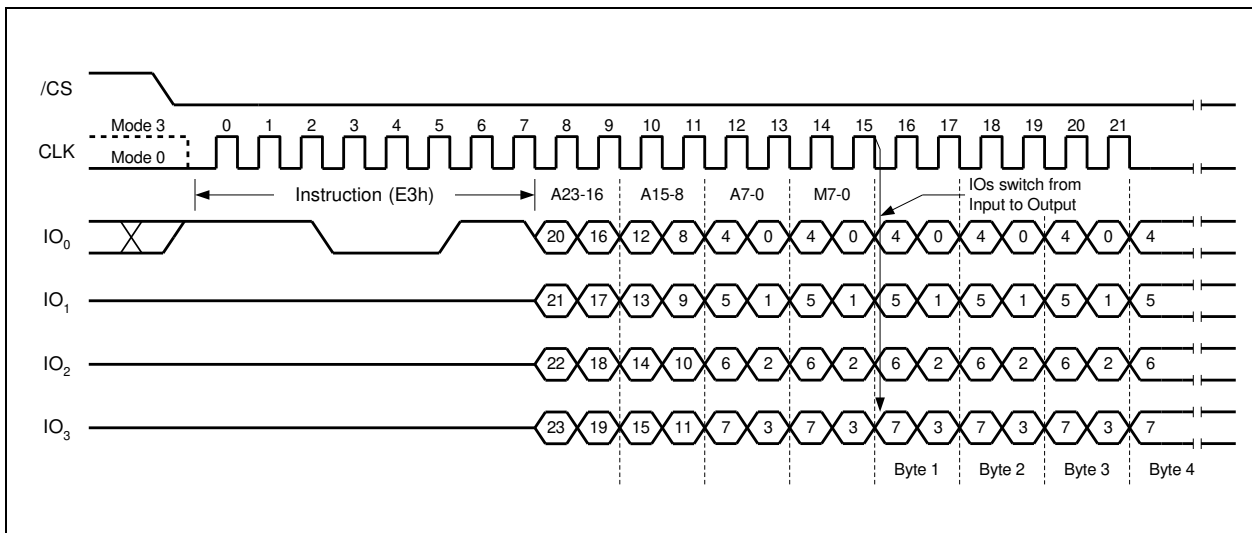 /CS
Mode 3 0 1 2 3 4 5 6 7 8 9 10 11 12 13 14 15 16 17 18 19 20 21
CLK
Mode 0
Instruction (E3h) A23-16 A15-8 A7-0 M7-0 IOs switch from
Input to Output
IO0 20 16 12 8 4 0 4 0 4 0 4 0 4 0 4
IO1 21 17 13 9 5 1 5 1 5 1 5 1 5 1 5
IO2 22 18 14 10 6 2 6 2 6 2 6 2 6 2 6
IO3 23 19 15 11 7 3 7 3 7 3 7 3 7 3 7
Byte 1 Byte 2 Byte 3 Byte 4